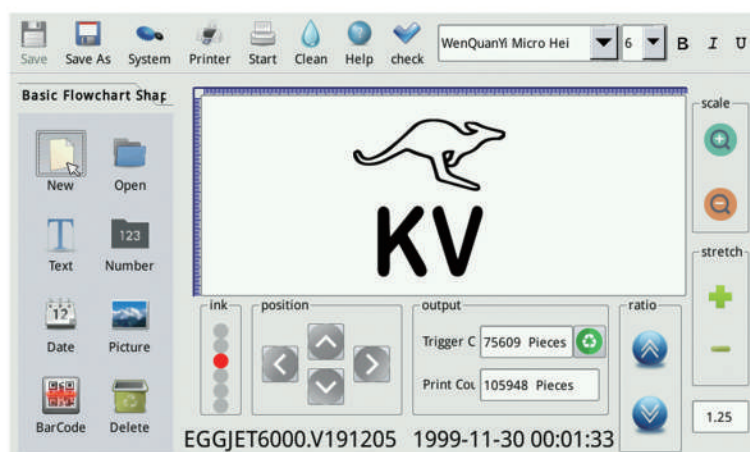 Save Save As System Printer Start Clean Help check WenQuanYi Micro Hei 6 B I U
Basic Flowchart Shap
New Open
Text Number
123
Date Picture
12
BarCode Delete
KV
scale
stretch
1.25
ink position output ratio
Trigger C 75609 Pieces
Print Cou 105948 Pieces
EGGJET6000.V191205 1999-11-30 00:01:33